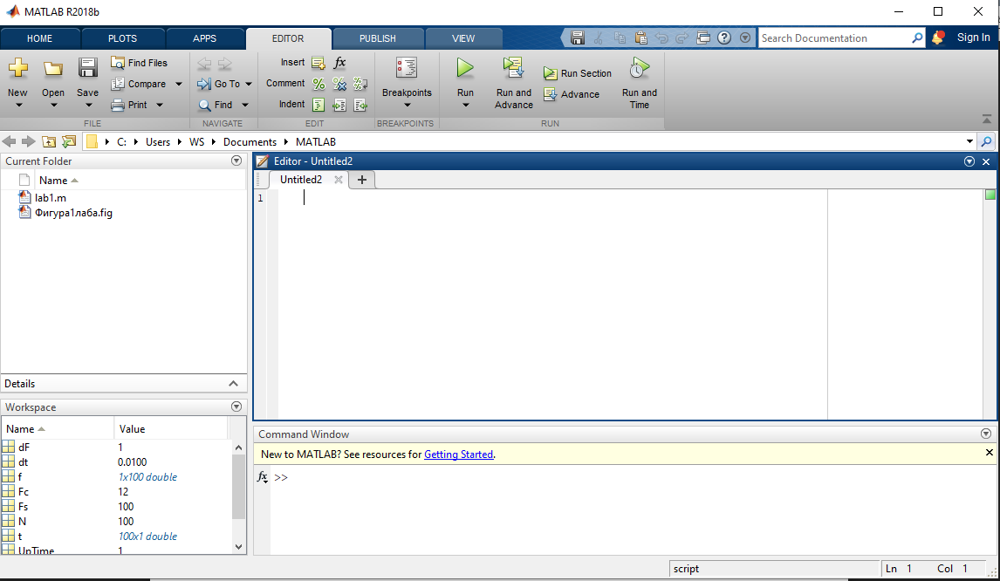 MATLAB R2018b
HOME PLOTS APPS EDITOR PUBLISH VIEW Search Documentation Sign In
New Open Save Find Files Compare Print
Go To Find
Insert fx
Comment
Indent
Breakpoints
Run Run and Advance Run Section Advance Run and Time
FILE NAVIGATE EDIT BREAKPOINTS RUN
C: Users WS Documents MATLAB
Current Folder
Name
lab1.m
Фигура1лаба.fig
Details
Workspace
Name Value
dF 1
dt 0.0100
f 1x100 double
Fc 12
Fs 100
N 100
t 100x1 double
UpTime 1
Editor - Untitled2
Untitled2 +
1
Command Window
New to MATLAB? See resources for Getting Started.
fx >>
script Ln 1 Col 1